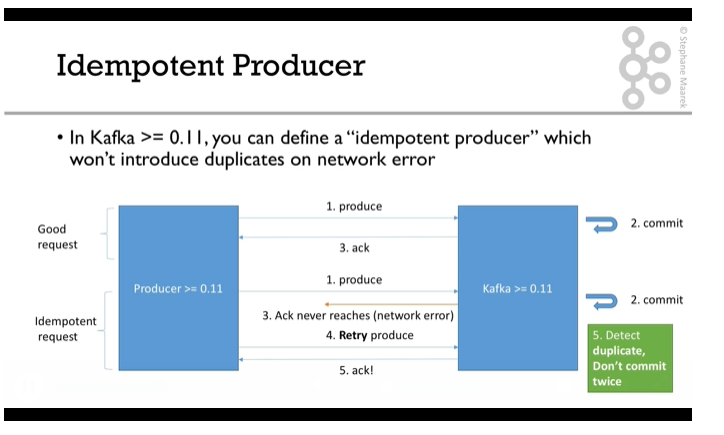 © Stephane Maarek
Idempotent Producer
• In Kafka >= 0.11, you can define a “idempotent producer” which
won’t introduce duplicates on network error
Good
request
1. produce
3. ack
2. commit
Producer >= 0.11
Kafka >= 0.11
Idempotent
request
1. produce
2. commit
3. Ack never reaches (network error)
4. Retry produce
5. ack!
5. Detect
duplicate,
Don’t commit
twice